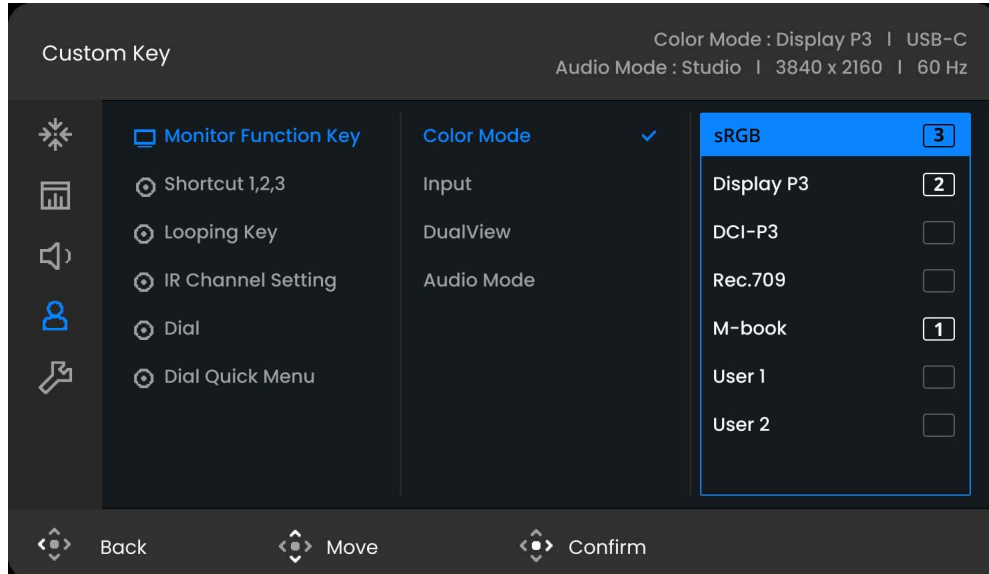 Custom Key
Color Mode : Display P3 | USB-C
Audio Mode : Studio | 3840 x 2160 | 60 Hz
Monitor Function Key
Shortcut 1,2,3
Looping Key
IR Channel Setting
Dial
Dial Quick Menu
Color Mode
Input
DualView
Audio Mode
sRGB 3
Display P3 2
DCI-P3
Rec.709
M-book 1
User 1
User 2
Back Move Confirm